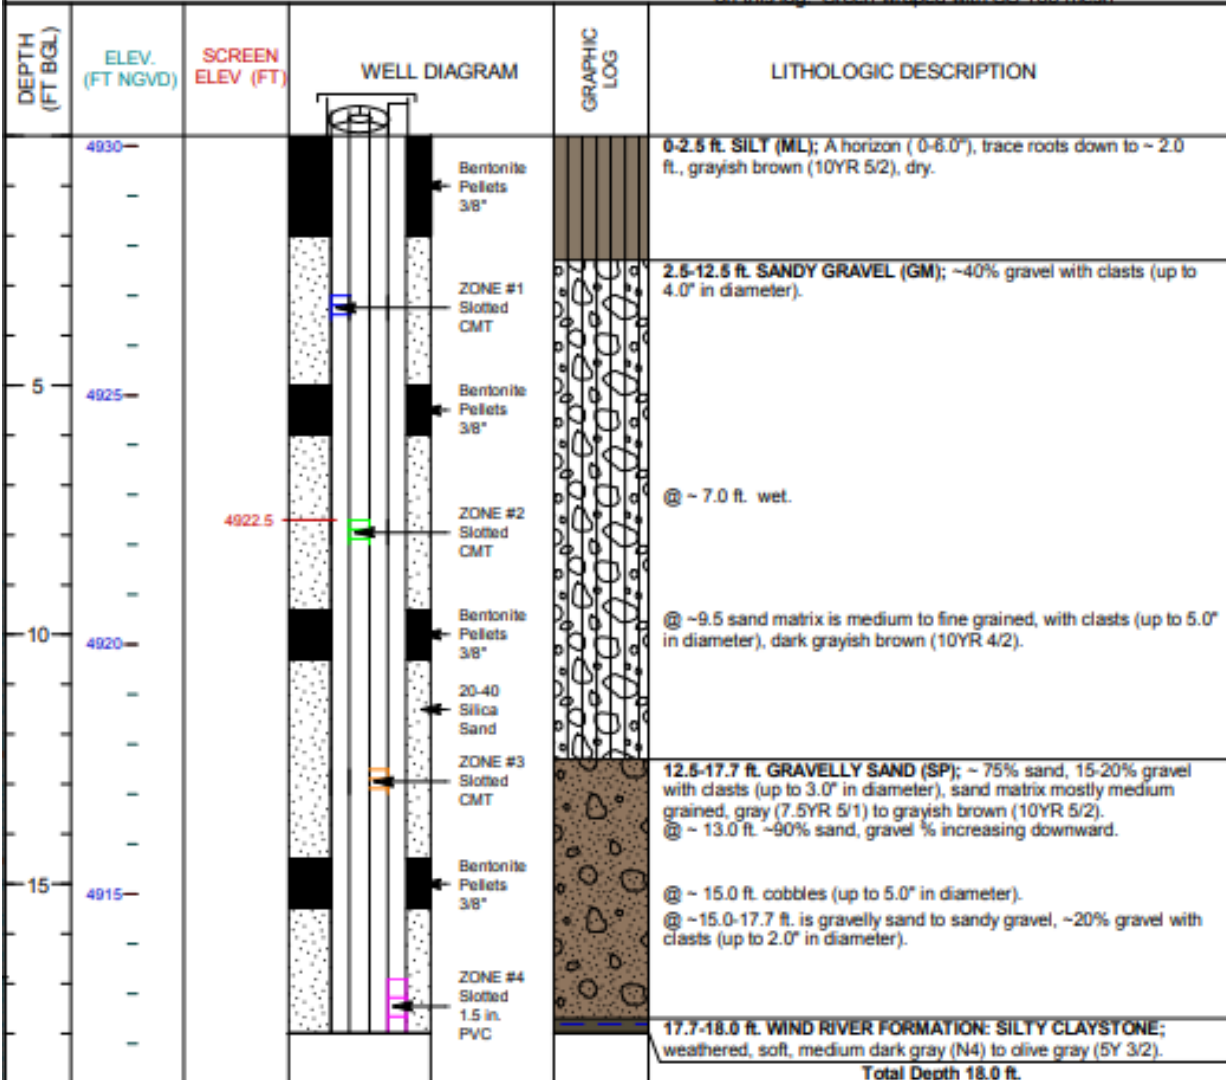 DEPTH
(FT BGL)
ELEV.
(FT NGVD)
SCREEN
ELEV (FT)
WELL DIAGRAM
GRAPHIC
LOG
LITHOLOGIC DESCRIPTION
4930
Bentonite
Pellets
3/8"
0-2.5 ft. SILT (ML); A horizon ( 0-6.0"), trace roots down to ~ 2.0
ft., grayish brown (10YR 5/2), dry.
2.5-12.5 ft. SANDY GRAVEL (GM); ~40% gravel with clasts (up to
4.0" in diameter).
ZONE #1
Slotted
CMT
5
4925
Bentonite
Pellets
3/8"
@ ~ 7.0 ft. wet.
4922.5
ZONE #2
Slotted
CMT
10
4920
Bentonite
Pellets
3/8"
@ ~9.5 sand matrix is medium to fine grained, with clasts (up to 5.0"
in diameter), dark grayish brown (10YR 4/2).
20-40
Silica
Sand
ZONE #3
Slotted
CMT
12.5-17.7 ft. GRAVELLY SAND (SP); ~ 75% sand, 15-20% gravel
with clasts (up to 3.0" in diameter), sand matrix mostly medium
grained, gray (7.5YR 5/1) to grayish brown (10YR 5/2).
@ ~ 13.0 ft. ~90% sand, gravel % increasing downward.
15
4915
Bentonite
Pellets
3/8"
@ ~ 15.0 ft. cobbles (up to 5.0" in diameter).
@ ~15.0-17.7 ft. is gravelly sand to sandy gravel, ~20% gravel with
clasts (up to 2.0" in diameter).
ZONE #4
Slotted
1.5 in.
PVC
17.7-18.0 ft. WIND RIVER FORMATION: SILTY CLAYSTONE;
weathered, soft, medium dark gray (N4) to olive gray (5Y 3/2).
Total Depth 18.0 ft.